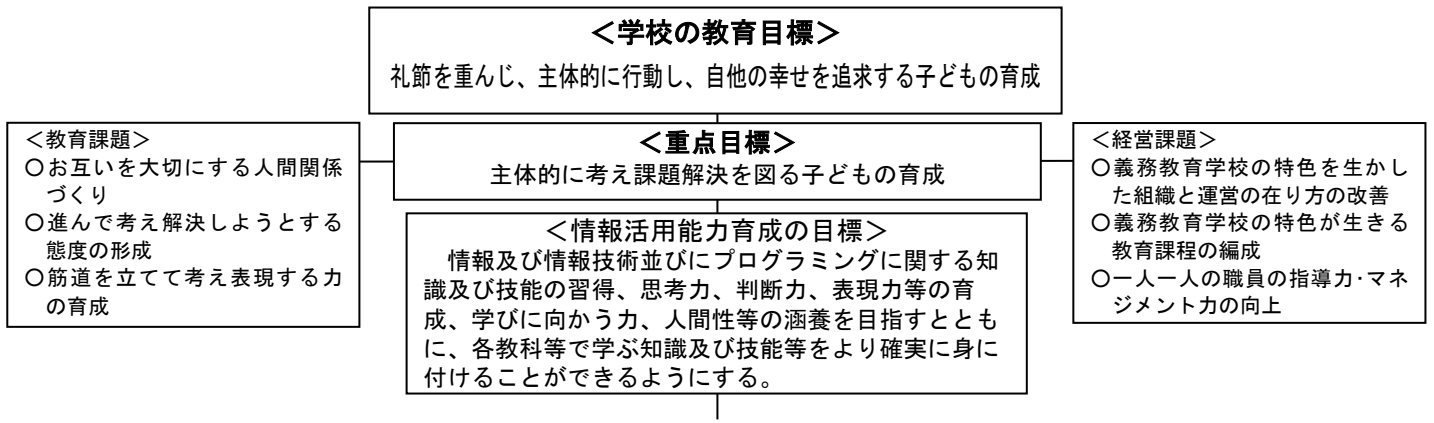 ＜学校の教育目標＞
礼節を重んじ、主体的に行動し、自他の幸せを追求する子どもの育成
＜教育課題＞
○お互いを大切にする人間関係
づくり
○進んで考え解決しようとする
態度の形成
○筋道を立てて考え表現する力
の育成
＜重点目標＞
主体的に考え課題解決を図る子どもの育成
＜経営課題＞
○義務教育学校の特色を生かし
た組織と運営の在り方の改善
○義務教育学校の特色が生きる
教育課程の編成
○一人一人の職員の指導力・マネ
ジメント力の向上
＜情報活用能力育成の目標＞
情報及び情報技術並びにプログラミングに関する知
識及び技能の習得、思考力、判断力、表現力等の育
成、学びに向かう力、人間性等の涵養を目指すととも
に、各教科等で学ぶ知識及び技能等をより確実に身に
付けることができるようにする。